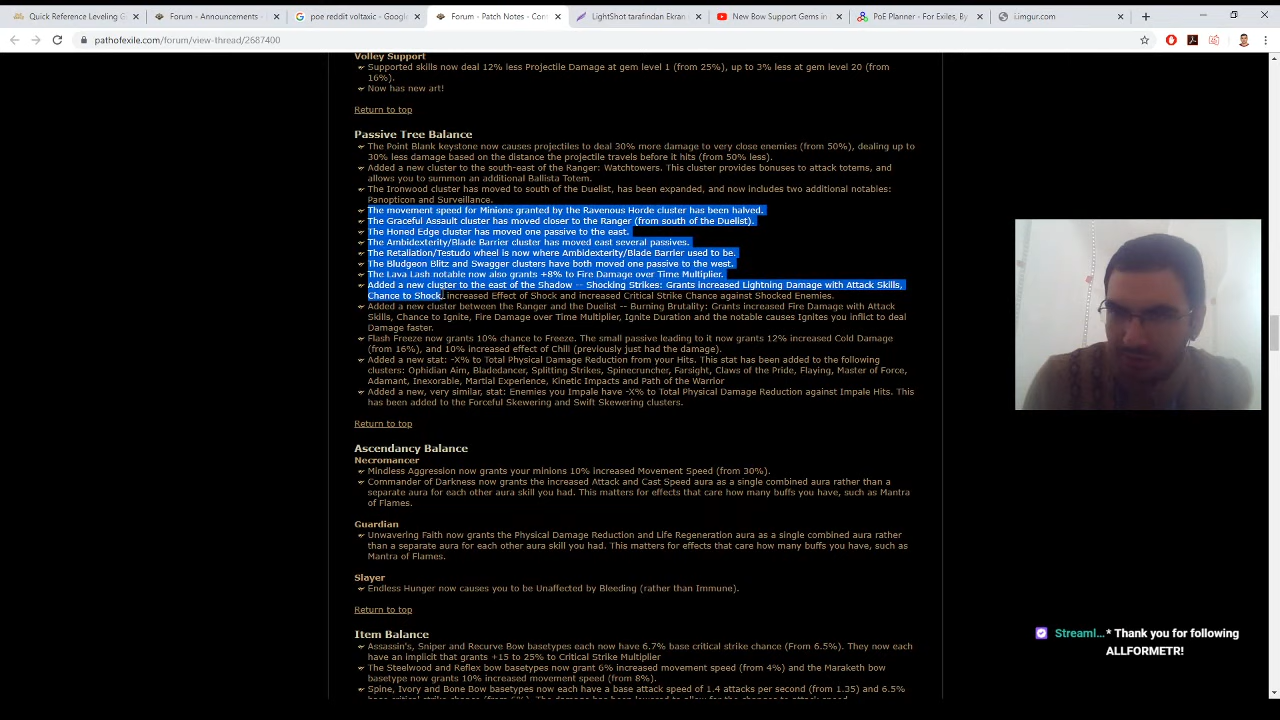 Quick Reference Leveling G
Forum - Announcements -
poe reddit voltaxic - Google
Forum - Patch Notes - Con
LightShot tarafından Ekran
New Bow Support Gems in
PoE Planner - For Exiles, By
i.imgur.com
pathofexile.com/forum/view-thread/2687400
Volley Support
Supported skills now deal 12% less Projectile Damage at gem level 1 (from 25%), up to 3% less at gem level 20 (from
16%).
Now has new art!
Return to top
Passive Tree Balance
The Point Blank keystone now causes projectiles to deal 30% more damage to very close enemies (from 50%), dealing up to
30% less damage based on the distance the projectile travels before it hits (from 50% less).
Added a new cluster to the south-east of the Ranger: Watchtowers. This cluster provides bonuses to attack totems, and
allows you to summon an additional Ballista Totem.
The Ironwood cluster has moved to south of the Duelist, has been expanded, and now includes two additional notables:
Panopticon and Surveillance.
The movement speed for Minions granted by the Ravenous Horde cluster has been halved.
The Graceful Assault cluster has moved closer to the Ranger (from south of the Duelist).
The Honed Edge cluster has moved one passive to the east.
The Ambidexterity/Blade Barrier cluster has moved east several passives.
The Retaliation/Testudo wheel is now where Ambidexterity/Blade Barrier used to be.
The Bludgeon Blitz and Swagger clusters have both moved one passive to the west.
The Lava Lash notable now also grants +8% to Fire Damage over Time Multiplier.
Added a new cluster to the east of the Shadow -- Shocking Strikes: Grants increased Lightning Damage with Attack Skills,
Chance to Shock, increased Effect of Shock and increased Critical Strike Chance against Shocked Enemies.
Added a new cluster between the Ranger and the Duelist -- Burning Brutality: Grants increased Fire Damage with Attack
Skills, Chance to Ignite, Fire Damage over Time Multiplier, Ignite Duration and the notable causes Ignites you inflict to deal
Damage faster.
Flash Freeze now grants 10% chance to Freeze. The small passive leading to it now grants 12% increased Cold Damage
(from 16%), and 10% increased effect of Chill (previously just had the damage).
Added a new stat: -X% to Total Physical Damage Reduction from your Hits. This stat has been added to the following
clusters: Ophidian Aim, Bladedancer, Splitting Strikes, Spinecruncher, Farsight, Claws of the Pride, Flaying, Master of Force,
Adamant, Inexorable, Martial Experience, Kinetic Impacts and Path of the Warrior
Added a new, very similar, stat: Enemies you Impale have -X% to Total Physical Damage Reduction against Impale Hits. This
has been added to the Forceful Skewering and Swift Skewering clusters.
Return to top
Ascendancy Balance
Necromancer
Mindless Aggression now grants your minions 10% increased Movement Speed (from 30%).
Commander of Darkness now grants the increased Attack and Cast Speed aura as a single combined aura rather than a
separate aura for each other aura skill you had. This matters for effects that care how many buffs you have, such as Mantra
of Flames.
Guardian
Unwavering Faith now grants the Physical Damage Reduction and Life Regeneration aura as a single combined aura rather
than a separate aura for each other aura skill you had. This matters for effects that care how many buffs you have, such as
Mantra of Flames.
Slayer
Endless Hunger now causes you to be Unaffected by Bleeding (rather than Immune).
Return to top
Item Balance
Assassin's, Sniper and Recurve Bow basetypes each now have 6.7% base critical strike chance (From 6.5%). They now each
have an implicit that grants +15 to 25% to Critical Strike Multiplier
The Steelwood and Reflex bow basetypes now grant 6% increased movement speed (from 4%) and the Maraketh bow
basetype now grants 10% increased movement speed (from 8%).
Spine, Ivory and Bone Bow basetypes now each have a base attack speed of 1.4 attacks per second (from 1.35) and 6.5%
Streaml...* Thank you for following
ALLFORMETR!